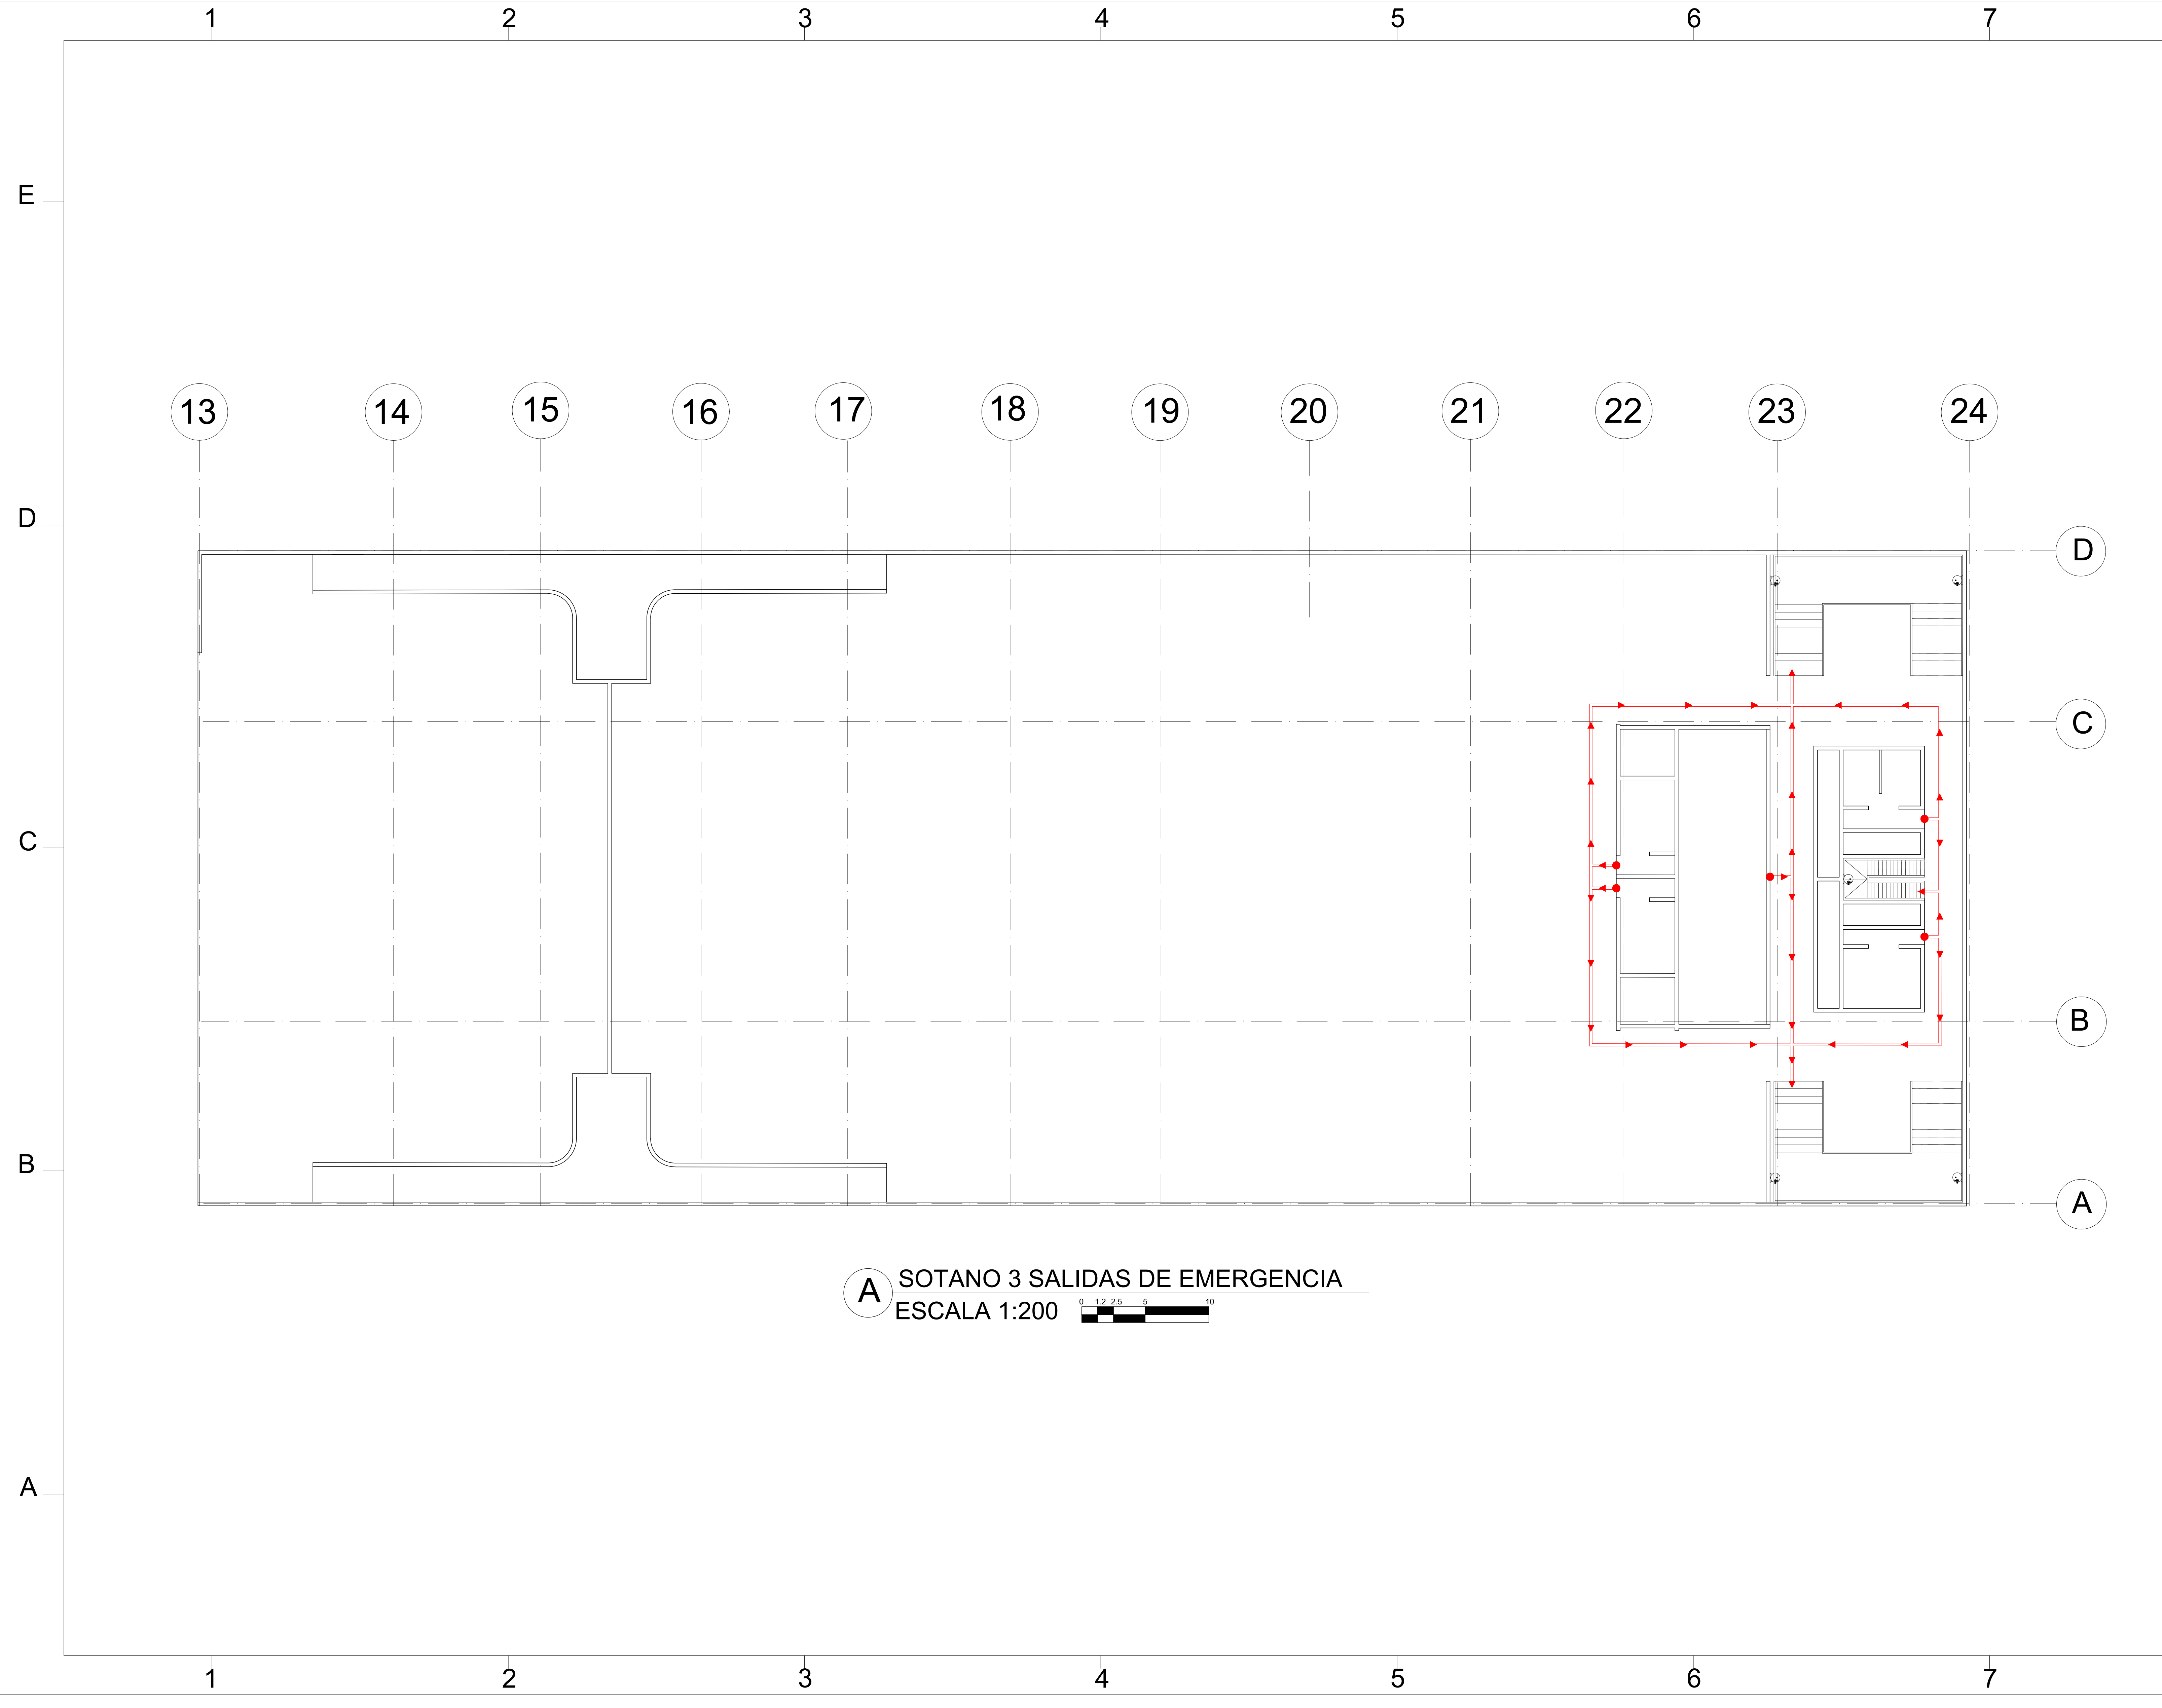 1 2 3 4 5 6 7
E
13 14 15 16 17 18 19 20 21 22 23 24
D
D
C
C
B
B
A
A SOTANO 3 SALIDAS DE EMERGENCIA
ESCALA 1:200
0 1.2 2.5 5 10
A
1 2 3 4 5 6 7